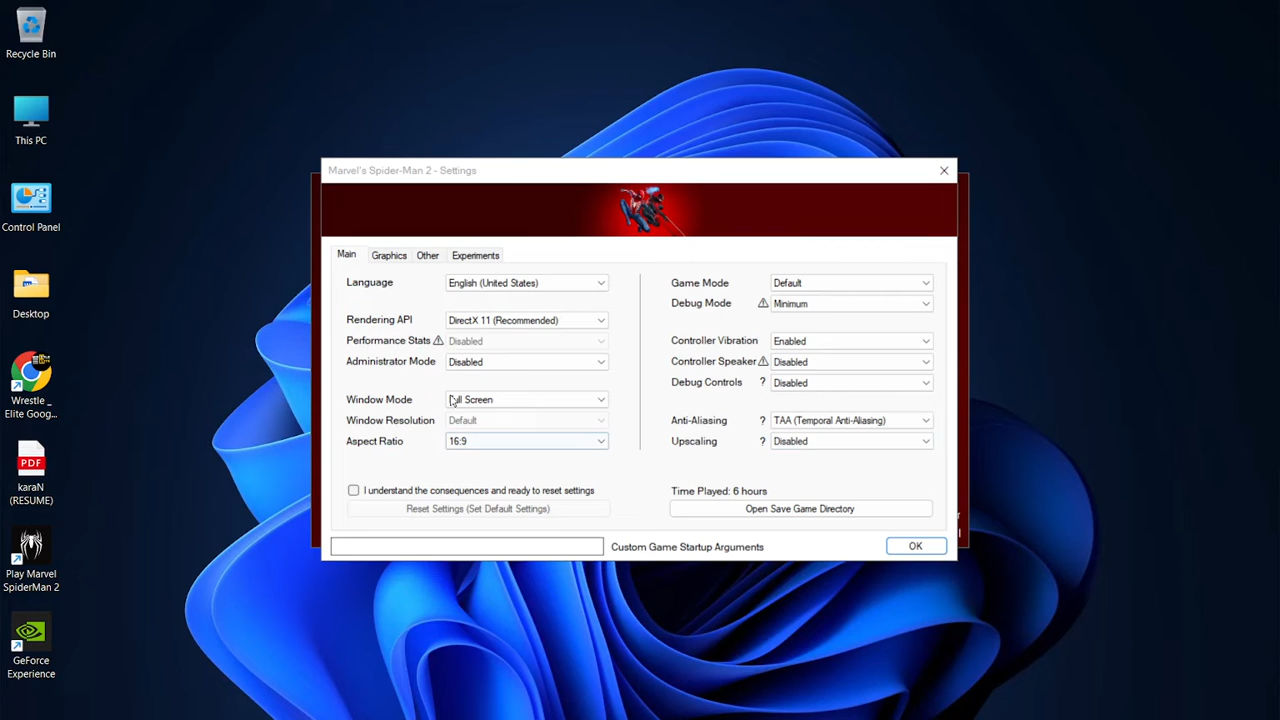 Recycle Bin
This PC
Control Panel
Desktop
Wrestle _
Elite Goog...
PDF
karaN
(RESUME)
Play Marvel
SpiderMan 2
GeForce
Experience
Marvel's Spider-Man 2 - Settings
Main Graphics Other Experiments
Language English (United States)
Rendering API DirectX 11 (Recommended)
Performance Stats Disabled
Administrator Mode Disabled
Window Mode Full Screen
Window Resolution Default
Aspect Ratio 16:9
I understand the consequences and ready to reset settings
Reset Settings (Set Default Settings)
Game Mode Default
Debug Mode Minimum
Controller Vibration Enabled
Controller Speaker Disabled
Debug Controls ? Disabled
Anti-Aliasing ? TAA (Temporal Anti-Aliasing)
Upscaling ? Disabled
Time Played: 6 hours
Open Save Game Directory
Custom Game Startup Arguments
OK